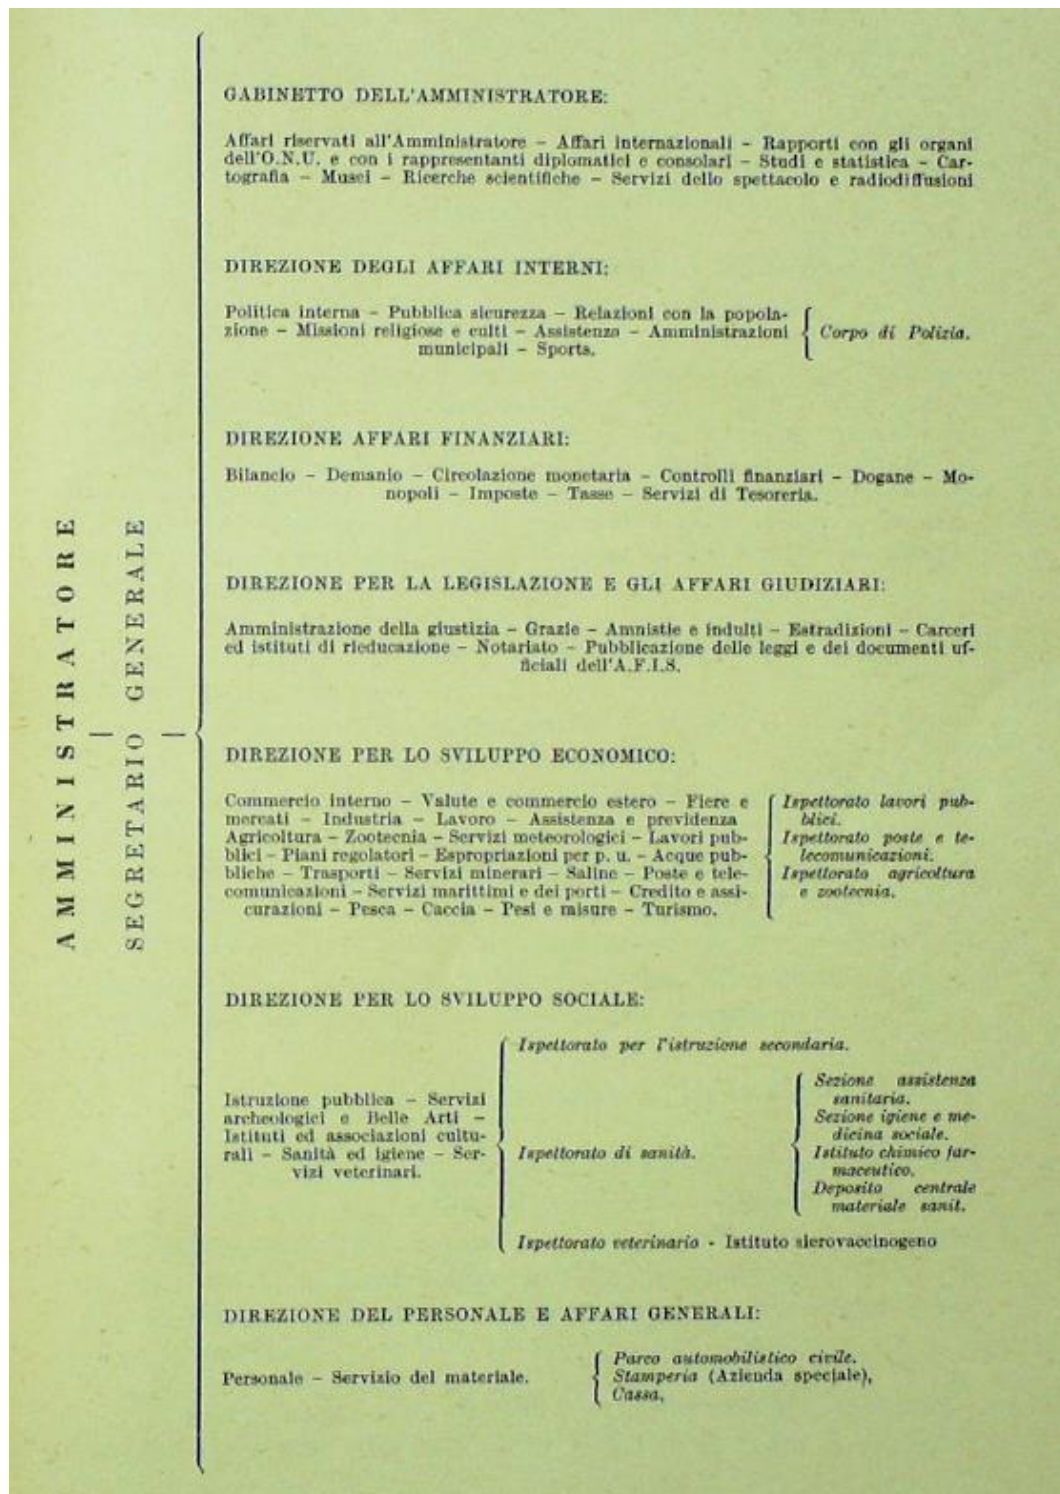 AMMINISTRATORE
SEGRETARIO GENERALE
GABINETTO DELL'AMMINISTRATORE:
Affari riservati all'Amministratore – Affari internazionali – Rapporti con gli organi
dell'O.N.U. e con i rappresentanti diplomatici e consolari – Studi e statistica – Car-
tografia – Musei – Ricerche scientifiche – Servizi dello spettacolo e radiodiffusioni
DIREZIONE DEGLI AFFARI INTERNI:
Politica interna – Pubblica sicurezza – Relazioni con la popola-
zione – Missioni religiose e culti – Assistenza – Amministrazioni
municipali – Sports.
Corpo di Polizia.
DIREZIONE AFFARI FINANZIARI:
Bilancio – Demanio – Circolazione monetaria – Controlli finanziari – Dogane – Mo-
nopoli – Imposte – Tasse – Servizi di Tesoreria.
DIREZIONE PER LA LEGISLAZIONE E GLI AFFARI GIUDIZIARI:
Amministrazione della giustizia – Grazie – Amnistie e indulti – Estradizioni – Carceri
ed istituti di rieducazione – Notariato – Pubblicazione delle leggi e dei documenti uf-
ficiali dell'A.F.I.S.
DIREZIONE PER LO SVILUPPO ECONOMICO:
Commercio interno – Valute e commercio estero – Fiere e
mercati – Industria – Lavoro – Assistenza e previdenza
Agricoltura – Zootecnia – Servizi meteorologici – Lavori pub-
blici – Piani regolatori – Espropriazioni per p. u. – Acque pub-
bliche – Trasporti – Servizi minerari – Saline – Poste e tele-
comunicazioni – Servizi marittimi e dei porti – Credito e assi-
curazioni – Pesca – Caccia – Pesi e misure – Turismo.
Ispettorato lavori pub-
blici.
Ispettorato poste e te-
lecomunicazioni.
Ispettorato agricoltura
e zootecnia.
DIREZIONE PER LO SVILUPPO SOCIALE:
Istruzione pubblica – Servizi
archeologici e Belle Arti –
Istituti ed associazioni cultu-
rali – Sanità ed igiene – Ser-
vizi veterinari.
Ispettorato per l'istruzione secondaria.
Ispettorato di sanità.
Sezione assistenza
sanitaria.
Sezione igiene e me-
dicina sociale.
Istituto chimico far-
maceutico.
Deposito centrale
materiale sanit.
Ispettorato veterinario - Istituto sierovaccinogeno
DIREZIONE DEL PERSONALE E AFFARI GENERALI:
Personale – Servizio del materiale.
Parco automobilistico civile.
Stamperia (Azienda speciale),
Cassa.